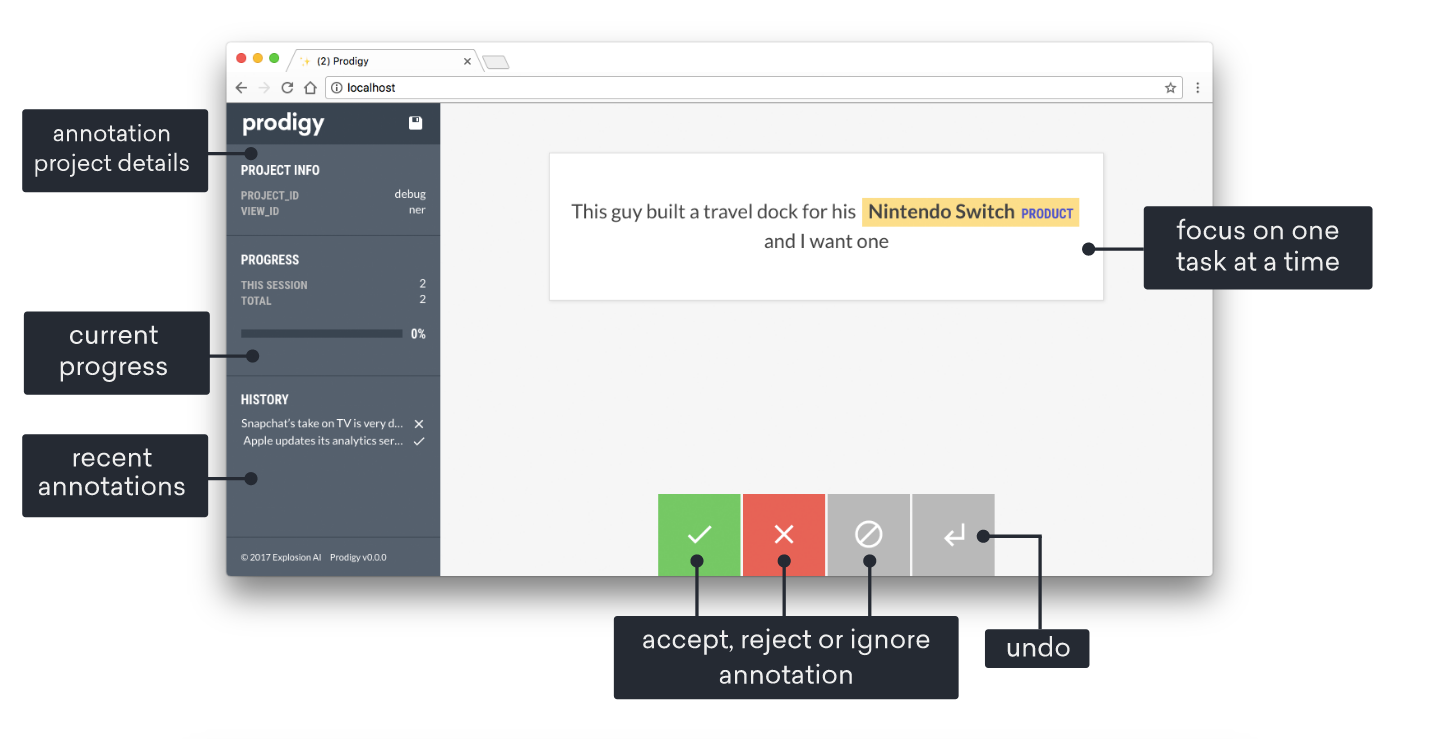 (2) Prodigy
localhost
annotation
project details
prodigy
PROJECT INFO
PROJECT_ID debug
VIEW_ID ner
PROGRESS
THIS SESSION 2
TOTAL 2
0%
current
progress
HISTORY
Snapchat's take on TV is very d...
Apple updates its analytics ser...
recent
annotations
© 2017 Explosion AI Prodigy v0.0.0
This guy built a travel dock for his Nintendo Switch PRODUCT
and I want one
focus on one
task at a time
accept, reject or ignore
annotation
undo